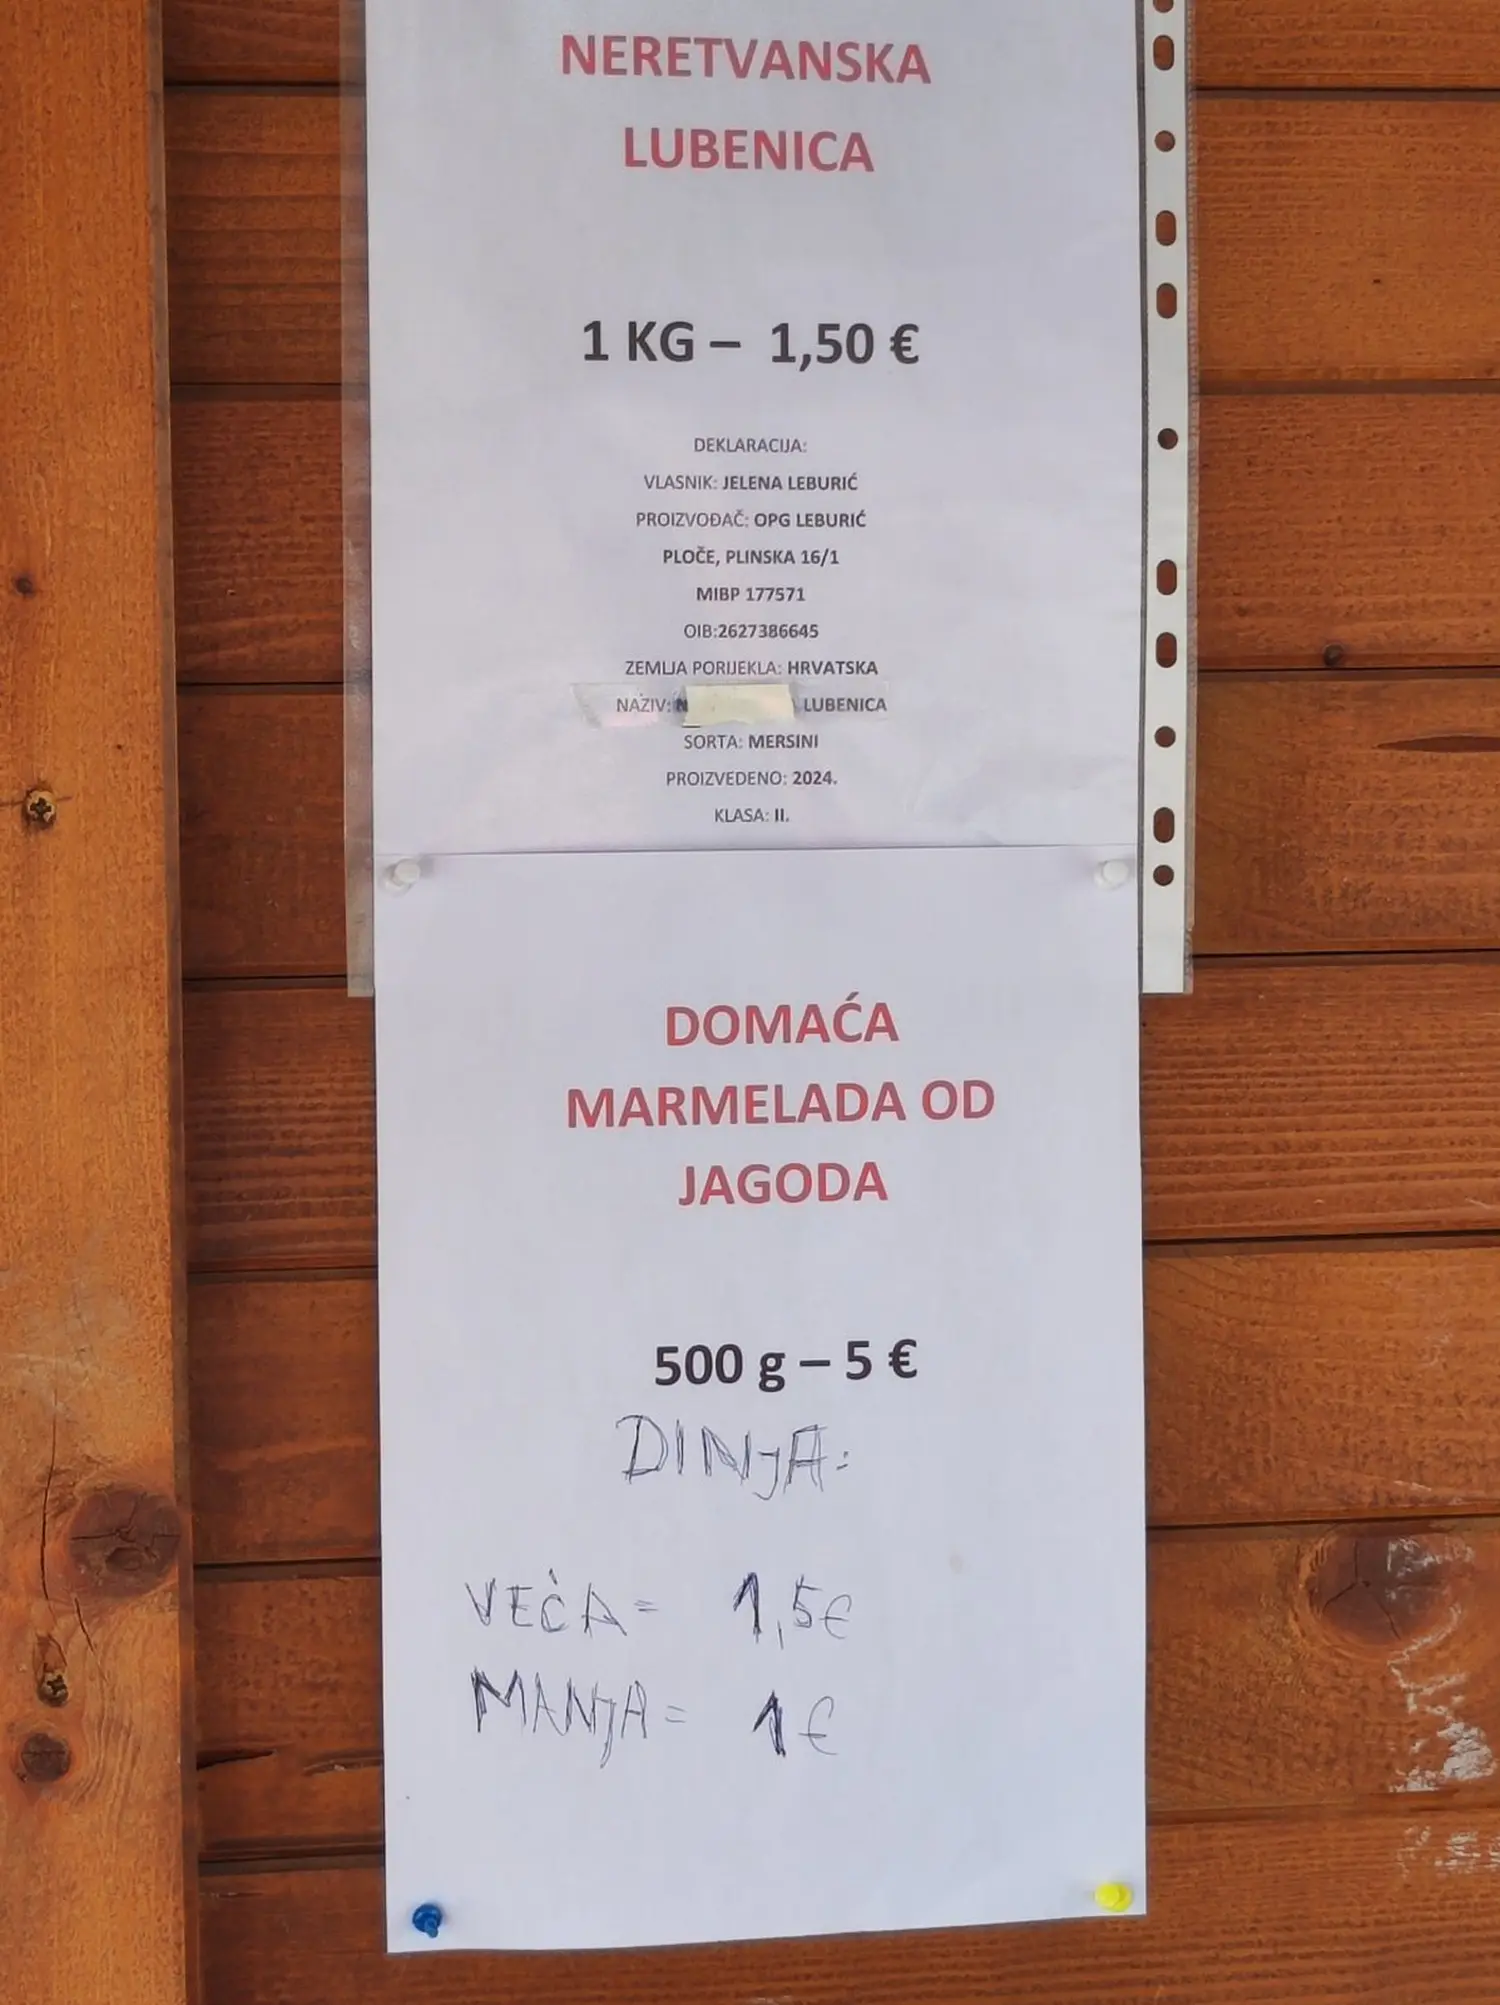 NERETVANSKA
LUBENICA
1 KG – 1,50 €
DEKLARACIJA:
VLASNIK: JELENA LEBURIĆ
PROIZVOĐAČ: OPG LEBURIĆ
PLOČE, PLINSKA 16/1
MIBP 177571
OIB:2627386645
ZEMLJA PORIJEKLA: HRVATSKA
NAZIV: LUBENICA
SORTA: MERSINI
PROIZVEDENO: 2024.
KLASA: II.
DOMAĆA
MARMELADA OD
JAGODA
500 g – 5 €
DINJA:
VEĆA = 1,5€
MANJA = 1€